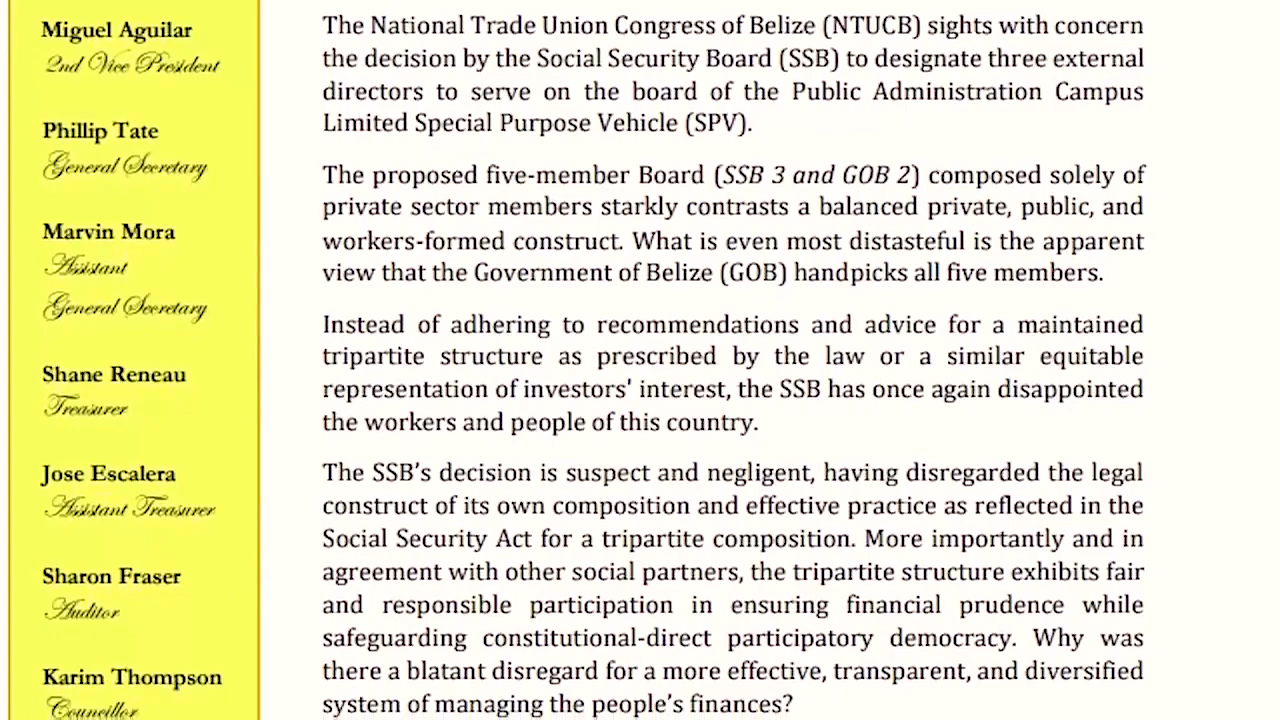 Miguel Aguilar
2nd Vice President
Phillip Tate
General Secretary
Marvin Mora
Assistant
General Secretary
Shane Reneau
Treasurer
Jose Escalera
Assistant Treasurer
Sharon Fraser
Auditor
Karim Thompson
Councillor
The National Trade Union Congress of Belize (NTUCB) sights with concern
the decision by the Social Security Board (SSB) to designate three external
directors to serve on the board of the Public Administration Campus
Limited Special Purpose Vehicle (SPV).
The proposed five-member Board (SSB 3 and GOB 2) composed solely of
private sector members starkly contrasts a balanced private, public, and
workers-formed construct. What is even most distasteful is the apparent
view that the Government of Belize (GOB) handpicks all five members.
Instead of adhering to recommendations and advice for a maintained
tripartite structure as prescribed by the law or a similar equitable
representation of investors' interest, the SSB has once again disappointed
the workers and people of this country.
The SSB’s decision is suspect and negligent, having disregarded the legal
construct of its own composition and effective practice as reflected in the
Social Security Act for a tripartite composition. More importantly and in
agreement with other social partners, the tripartite structure exhibits fair
and responsible participation in ensuring financial prudence while
safeguarding constitutional-direct participatory democracy. Why was
there a blatant disregard for a more effective, transparent, and diversified
system of managing the people’s finances?